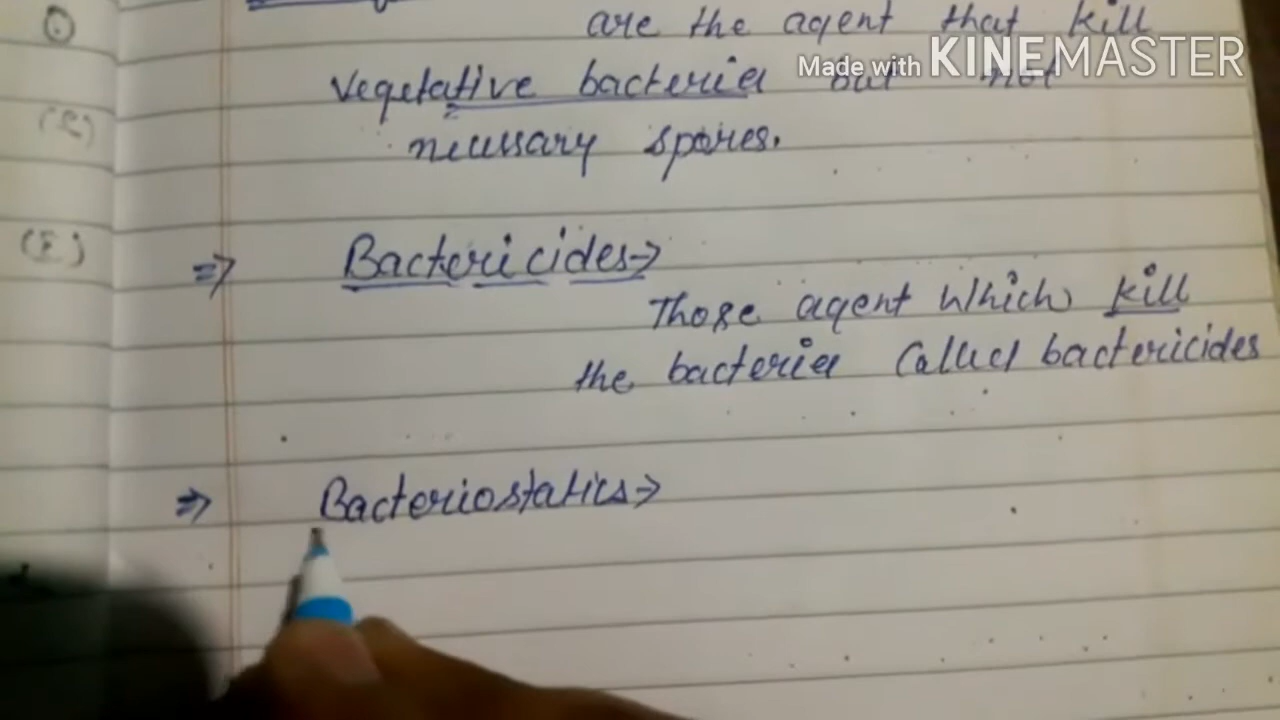 are the agent that kill
Made with KINEMASTER
vegetative bacteria but not
necessary spores.
⇒ Bactericides→
Those agent which kill
the bacteria called bactericides
⇒ Bacteriostatics→